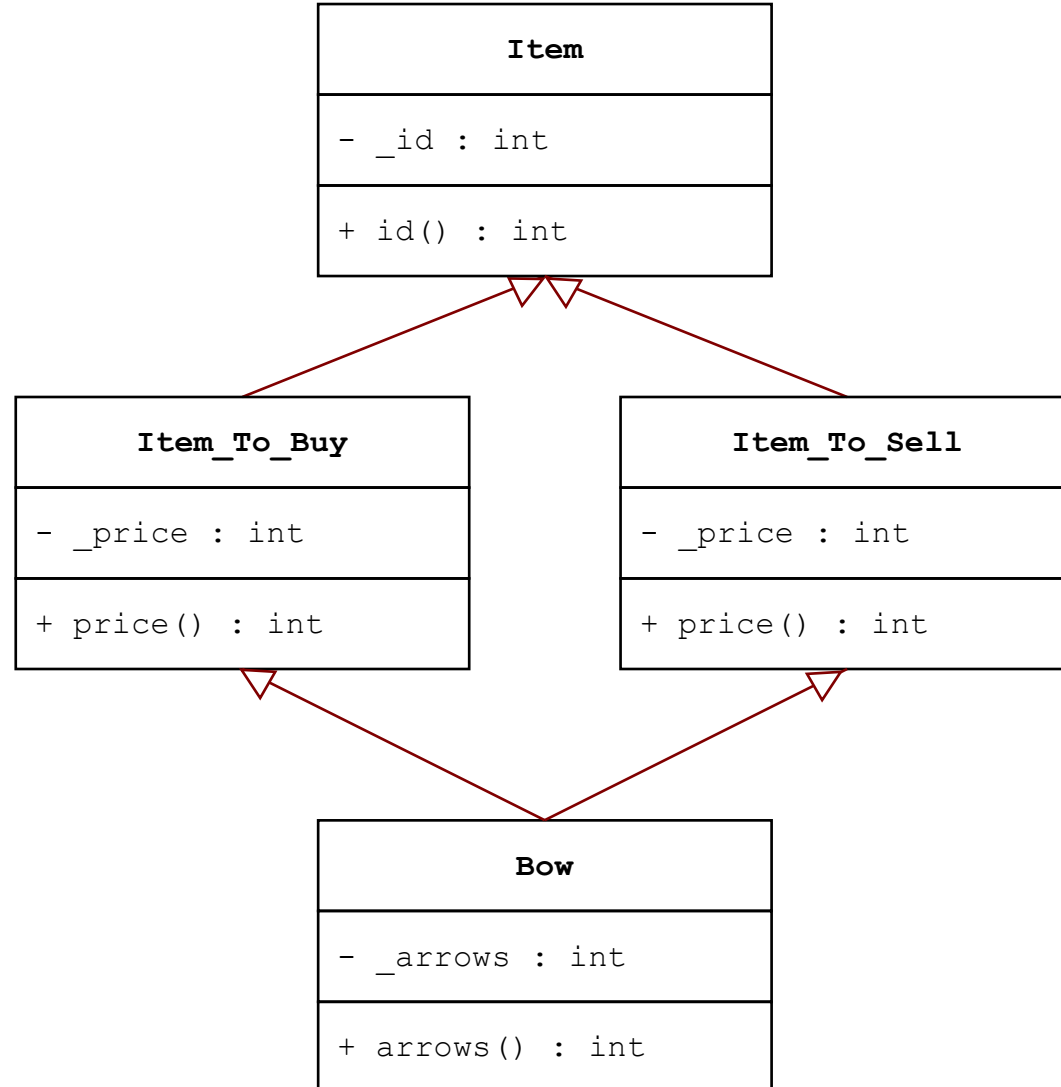 Item
- _id : int
+ id() : int
Item_To_Buy
- _price : int
+ price() : int
Item_To_Sell
- _price : int
+ price() : int
Bow
- _arrows : int
+ arrows() : int